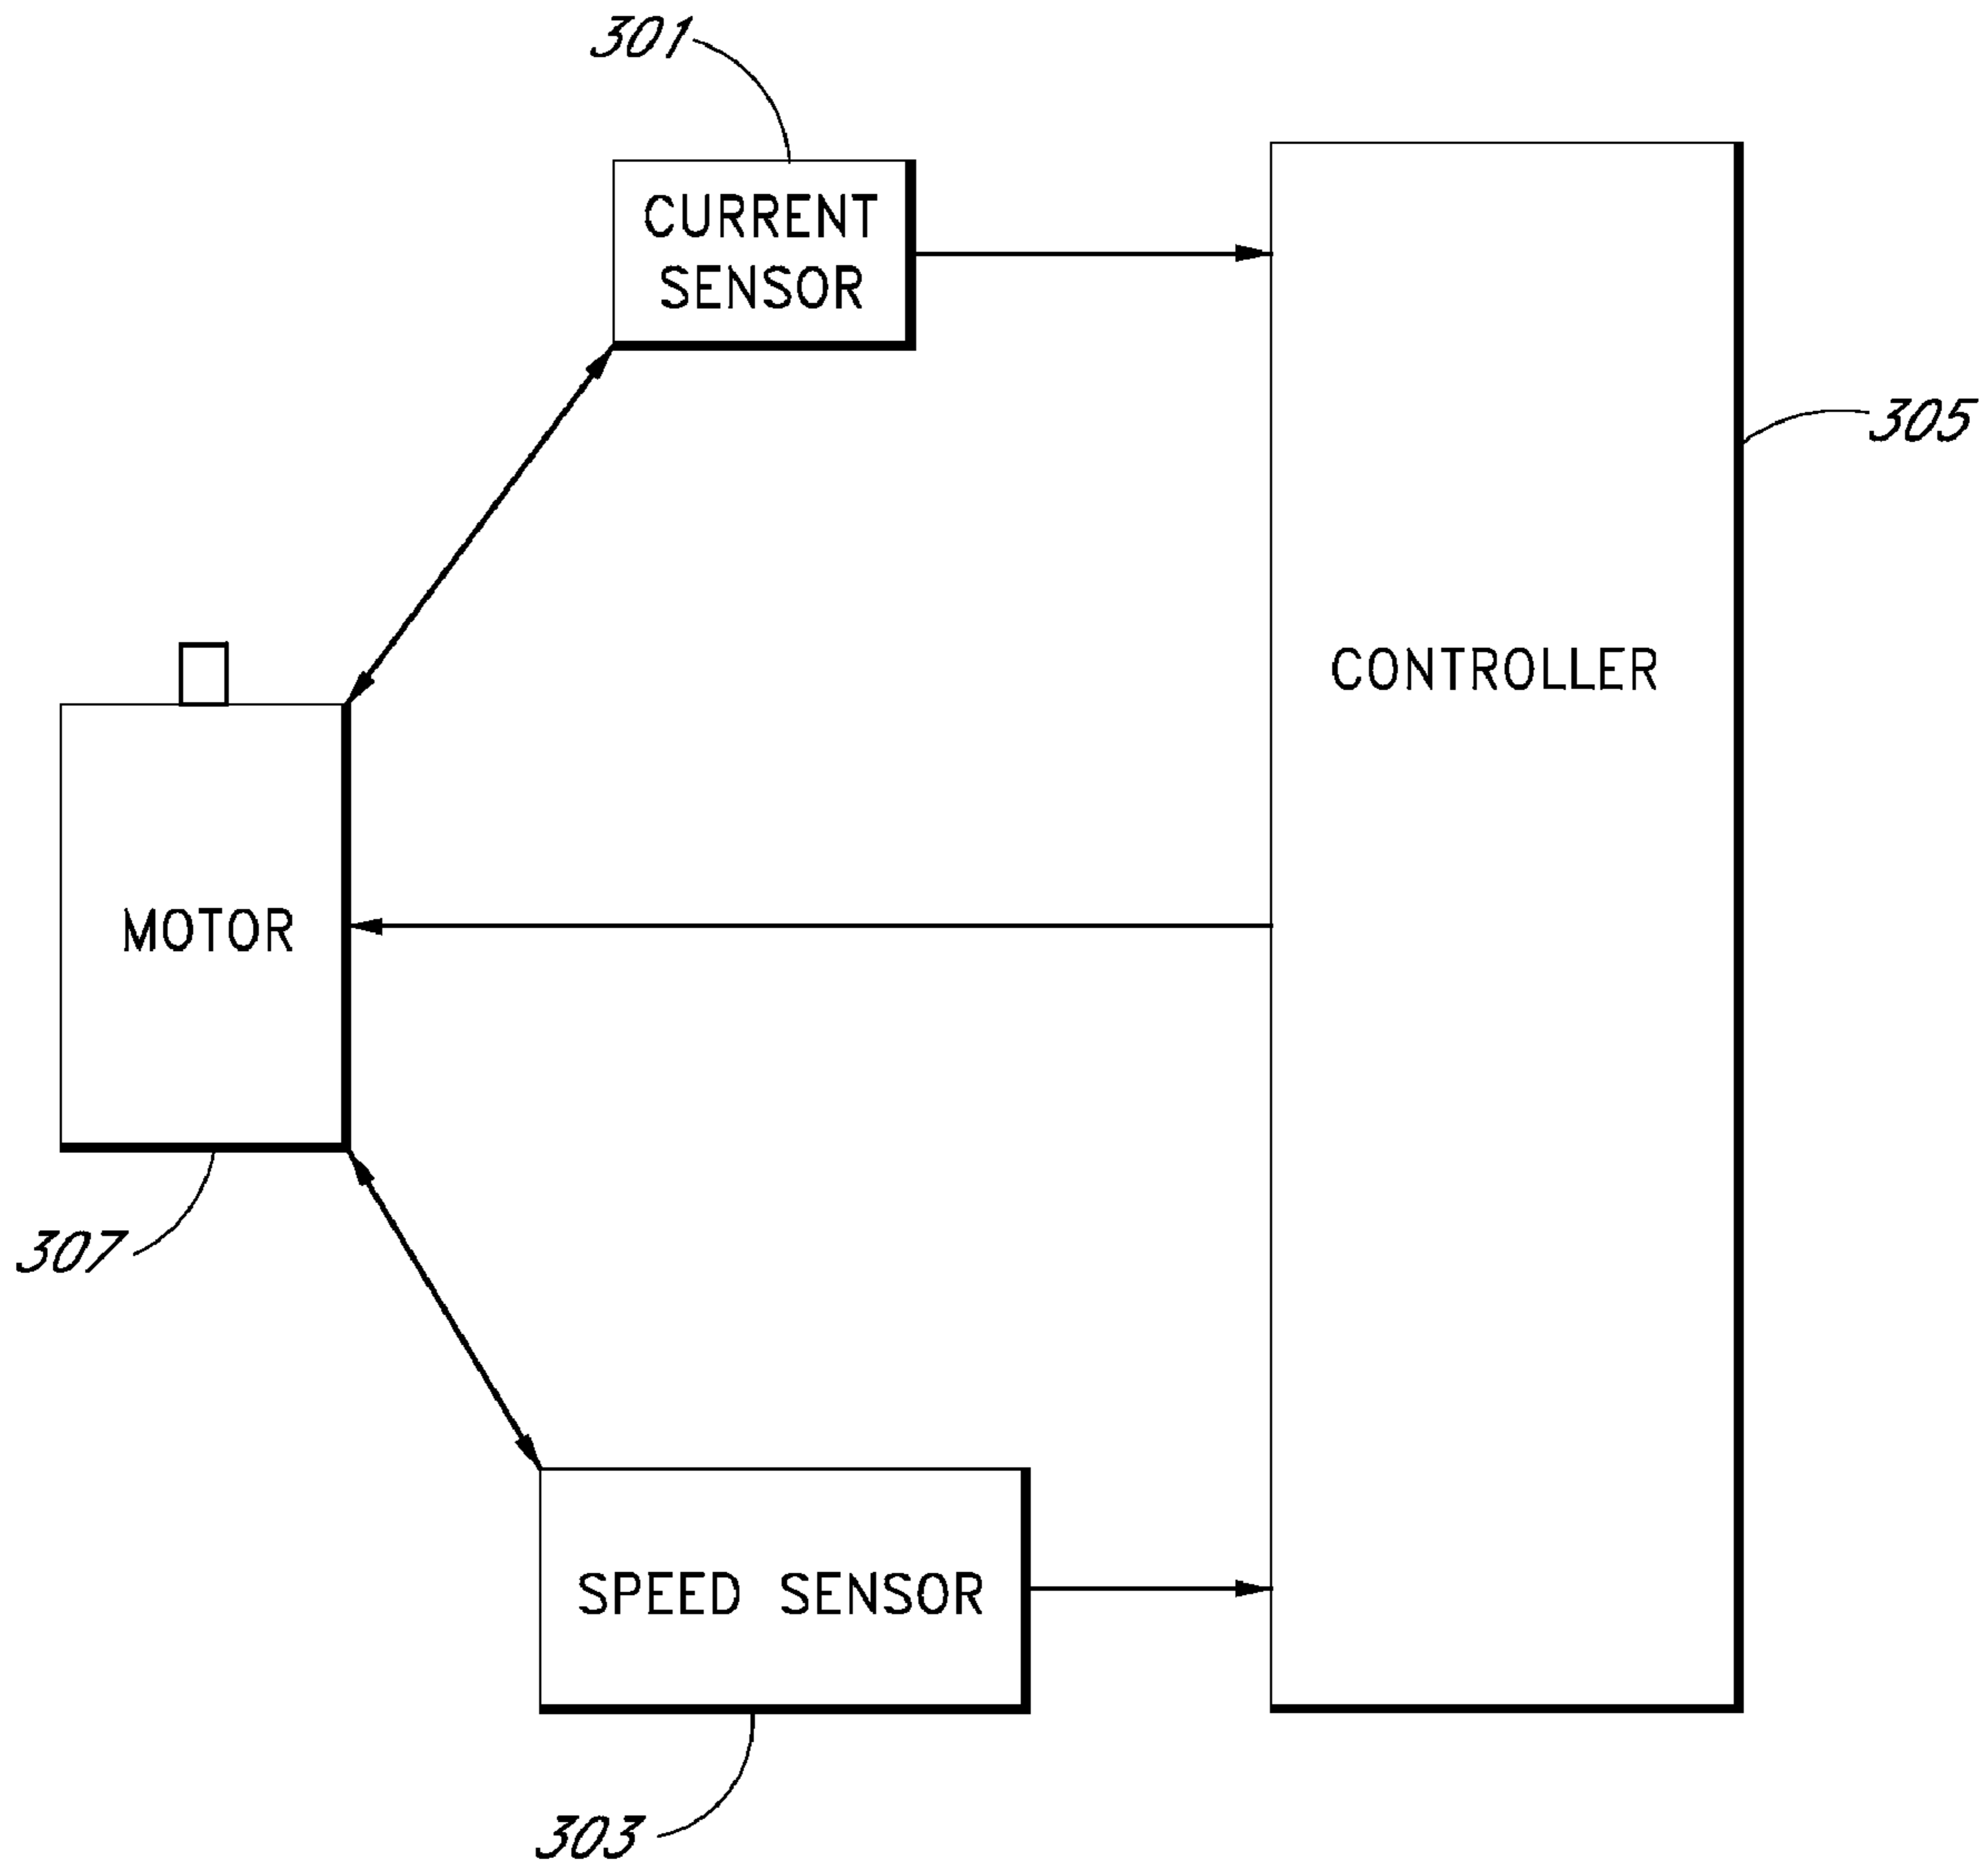 301
CURRENT
SENSOR
305
CONTROLLER
MOTOR
307
SPEED SENSOR
303